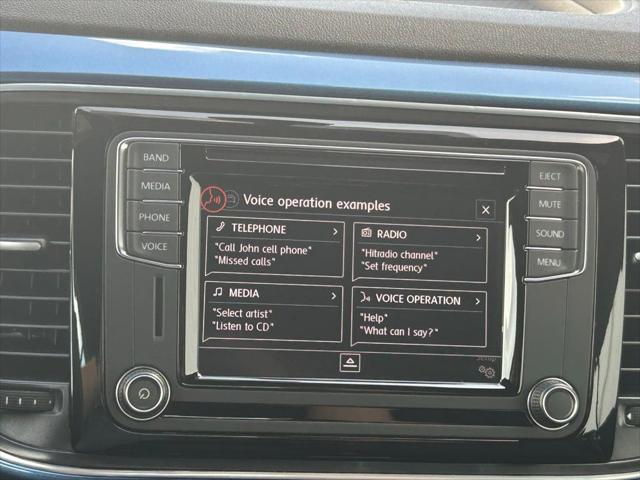 BAND
MEDIA
PHONE
VOICE
EJECT
MUTE
SOUND
MENU
Voice operation examples
TELEPHONE
"Call John cell phone"
"Missed calls"
RADIO
"Hitradio channel"
"Set frequency"
MEDIA
"Select artist"
"Listen to CD"
VOICE OPERATION
"Help"
"What can I say?"
Setup